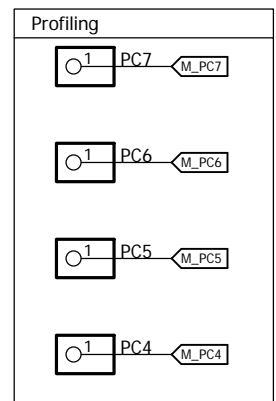 Profiling
1 PC7 M_PC7
1 PC6 M_PC6
1 PC5 M_PC5
1 PC4 M_PC4